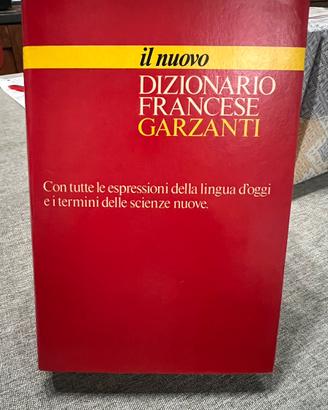 il nuovo
DIZIONARIO
FRANCESE
GARZANTI
Con tutte le espressioni della lingua d'oggi
e i termini delle scienze nuove.